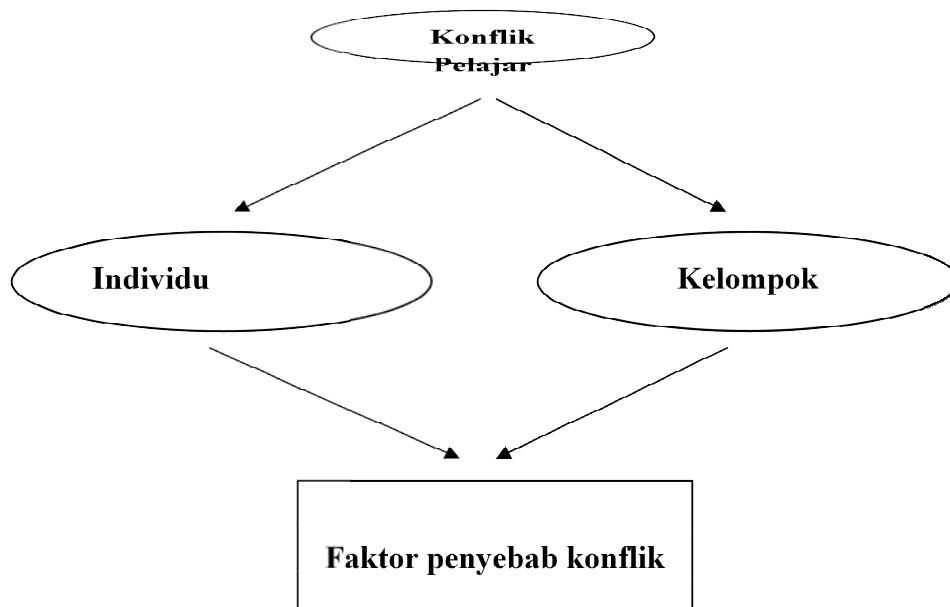 Konflik
Pelajar
Individu
Kelompok
Faktor penyebab konflik